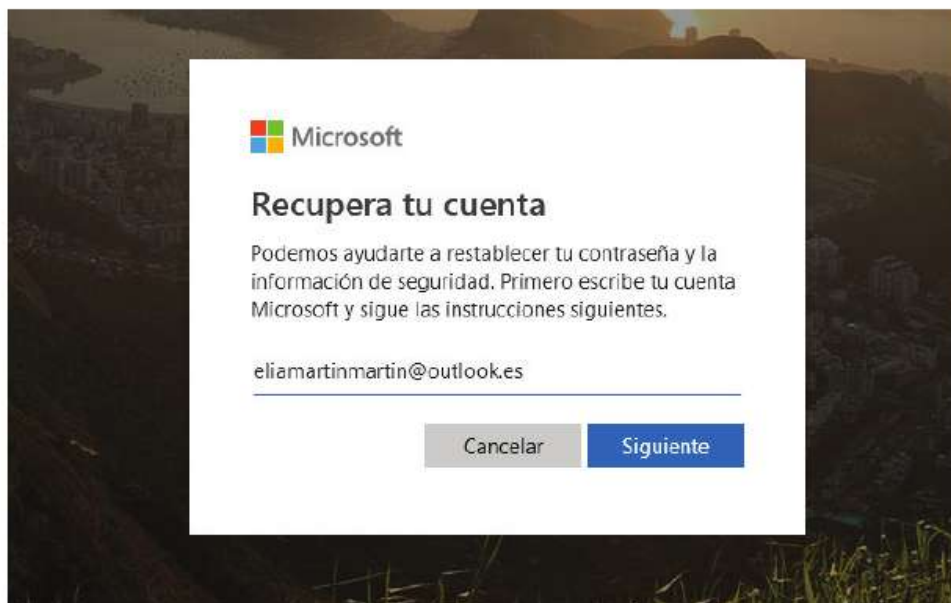 Microsoft
Recupera tu cuenta
Podemos ayudarte a restablecer tu contraseña y la
información de seguridad. Primero escribe tu cuenta
Microsoft y sigue las instrucciones siguientes.
eliamartinmartin@outlook.es
Cancelar Siguiente